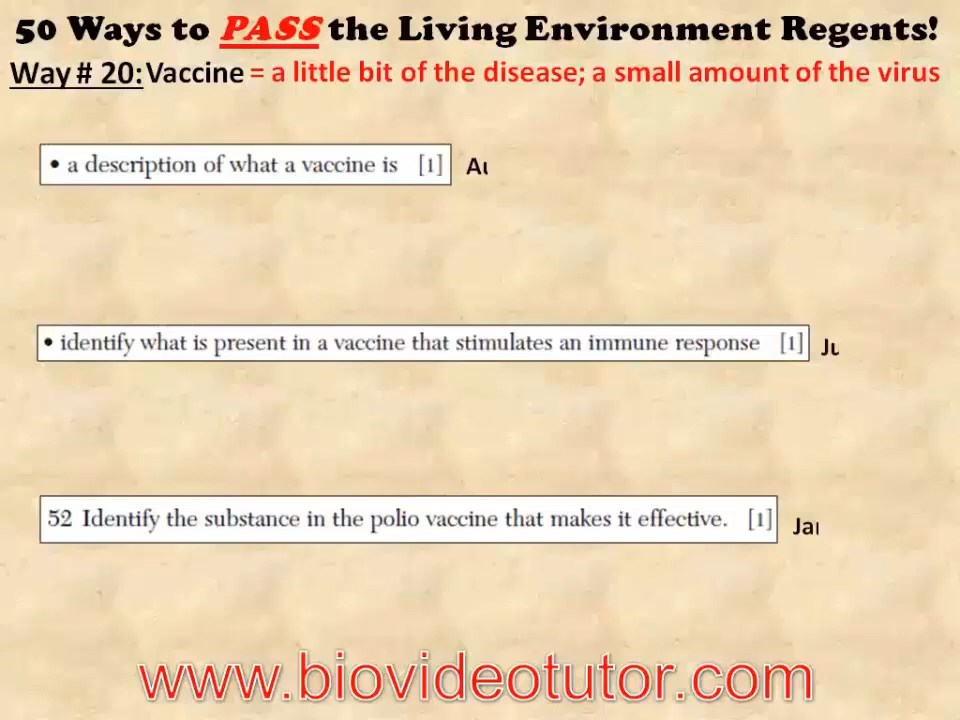 50 Ways to PASS the Living Environment Regents!
Way # 20: Vaccine = a little bit of the disease; a small amount of the virus
• a description of what a vaccine is [1]
• identify what is present in a vaccine that stimulates an immune response [1]
52 Identify the substance in the polio vaccine that makes it effective. [1]
www.biovideotutor.com